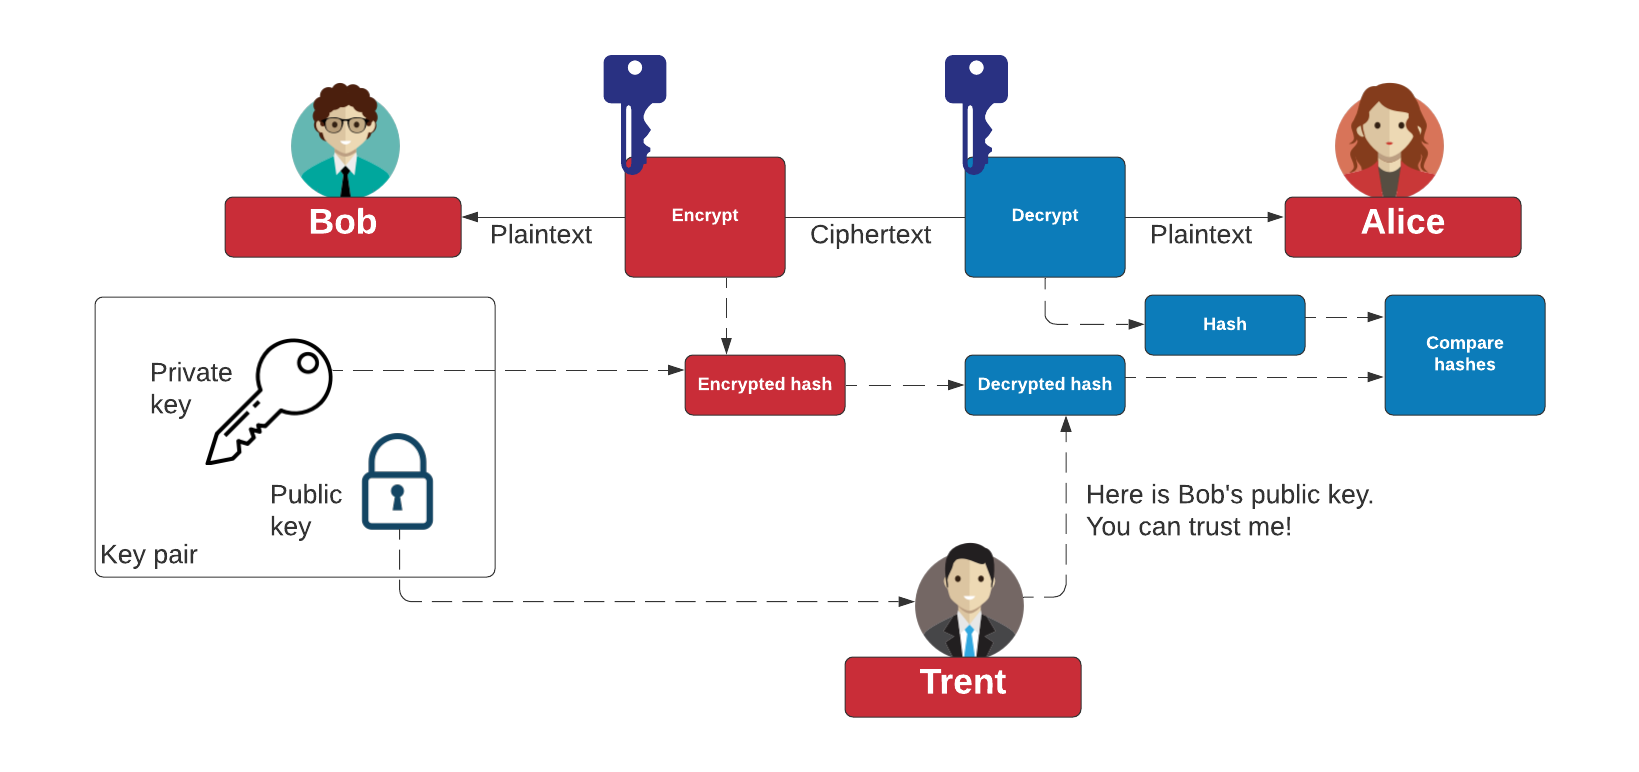 Bob
Plaintext
Encrypt
Ciphertext
Decrypt
Plaintext
Alice
Hash
Compare
hashes
Private
key
Encrypted hash
Decrypted hash
Public
key
Key pair
Here is Bob's public key.
You can trust me!
Trent